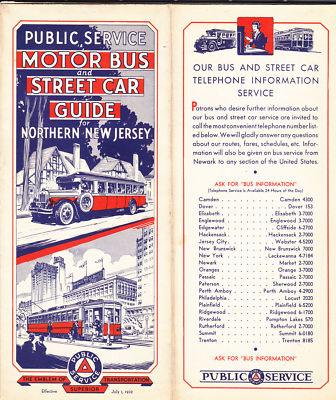 PUBLIC SERVICE
MOTOR BUS
and
STREET CAR
GUIDE
for
NORTHERN NEW JERSEY
PUBLIC
SERVICE
THE EMBLEM OF
TRANSPORTATION
SUPERIOR
Effective
July 1, 1932
OUR BUS AND STREET CAR
TELEPHONE INFORMATION
SERVICE
Patrons who desire further information about
our bus and street car service are invited to
call the most convenient telephone number list-
ed below. We will gladly answer any questions
about our routes, fares, schedules, etc. Infor-
mation will also be given on bus service from
Newark to any section of the United States.
ASK FOR "BUS INFORMATION"
(Telephone Service is Available 24 Hours of the Day)
Camden Camden 4300
Dover Dover 153
Elizabeth Elizabeth 3-7000
Englewood Englewood 3-7000
Edgewater Cliffside 6-2710
Hackensack Hackensack 2-7000
Jersey City Webster 4-5200
New Brunswick New Brunswick 7000
New York Lackawanna 4-7184
Newark Market 2-7000
Oranges Orange 3-7000
Passaic Passaic 2-7000
Paterson Sherwood 2-7000
Perth Amboy Perth Amboy 4-2900
Philadelphia Locust 3023
Plainfield Plainfield 6-5000
Ridgewood Ridgewood 6-1700
Riverdale Pompton Lakes 570
Rutherford Rutherford 2-7000
Summit Summit 6-0180
Trenton Trenton 8185
ASK FOR "BUS INFORMATION"
PUBLIC SERVICE